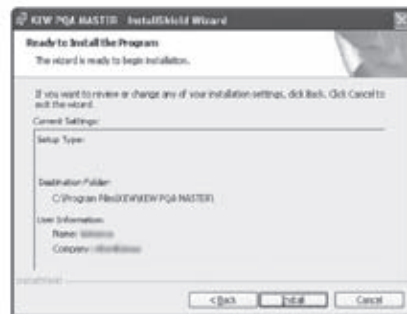 KEW PQA MASTER InstallShield Wizard
Ready to Install the Program
The wizard is ready to begin installation.
If you want to review or change any of your installation settings, click Back. Click Cancel to
exit the wizard.
Current Settings:
Setup Type:
Destination Folder:
C:\Program Files\KEW\KEW PQA MASTER\
User Information:
Name:
Company:
InstallShield
< Back
Install
Cancel